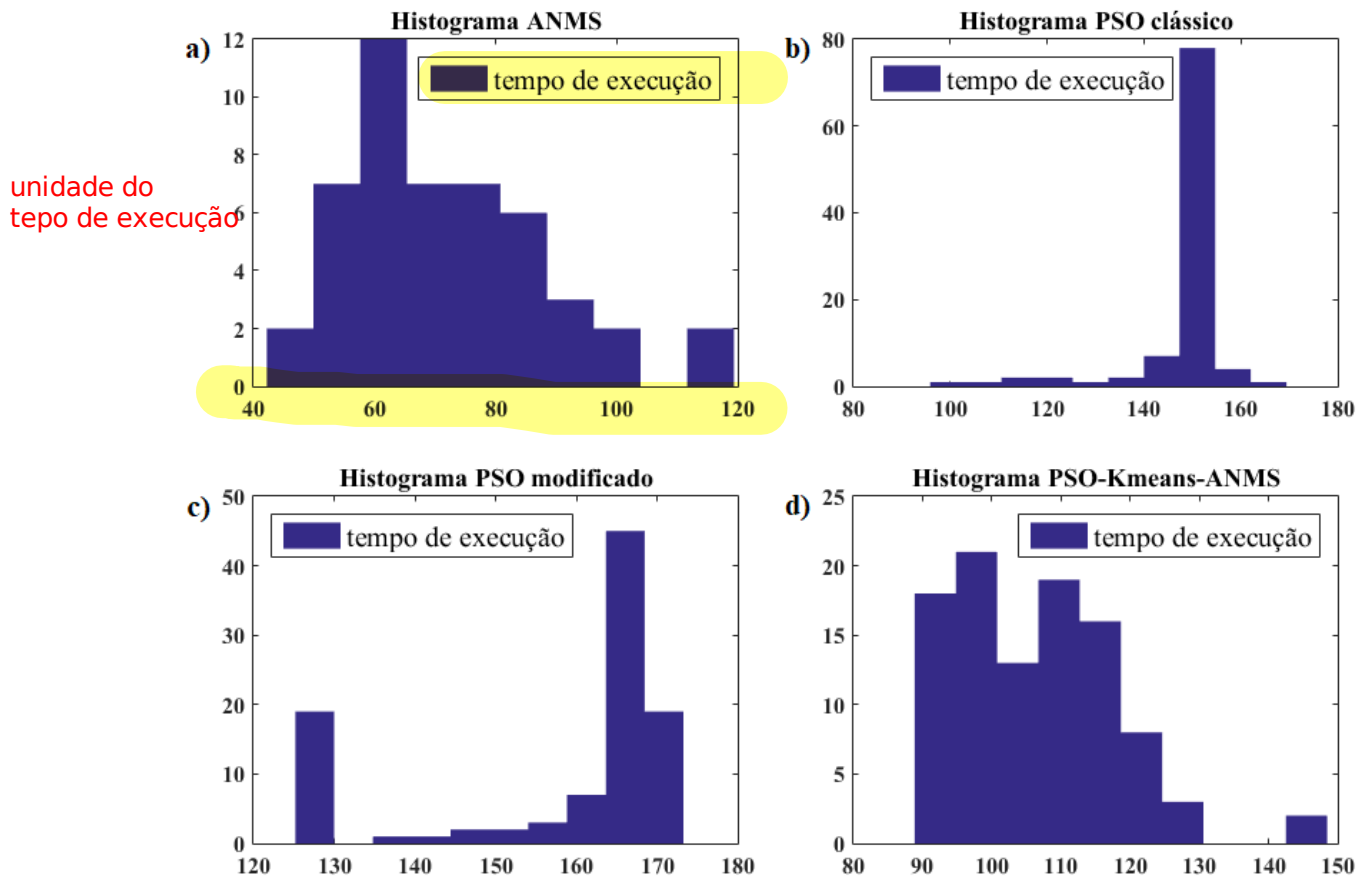 Histograma ANMS
a)
tempo de execução
12
10
8
6
4
2
0
40 60 80 100 120
unidade do
tepo de execução
Histograma PSO clássico
b)
tempo de execução
80
60
40
20
0
80 100 120 140 160 180
Histograma PSO modificado
c)
tempo de execução
50
40
30
20
10
0
120 130 140 150 160 170 180
Histograma PSO-Kmeans-ANMS
d)
tempo de execução
25
20
15
10
5
0
80 90 100 110 120 130 140 150